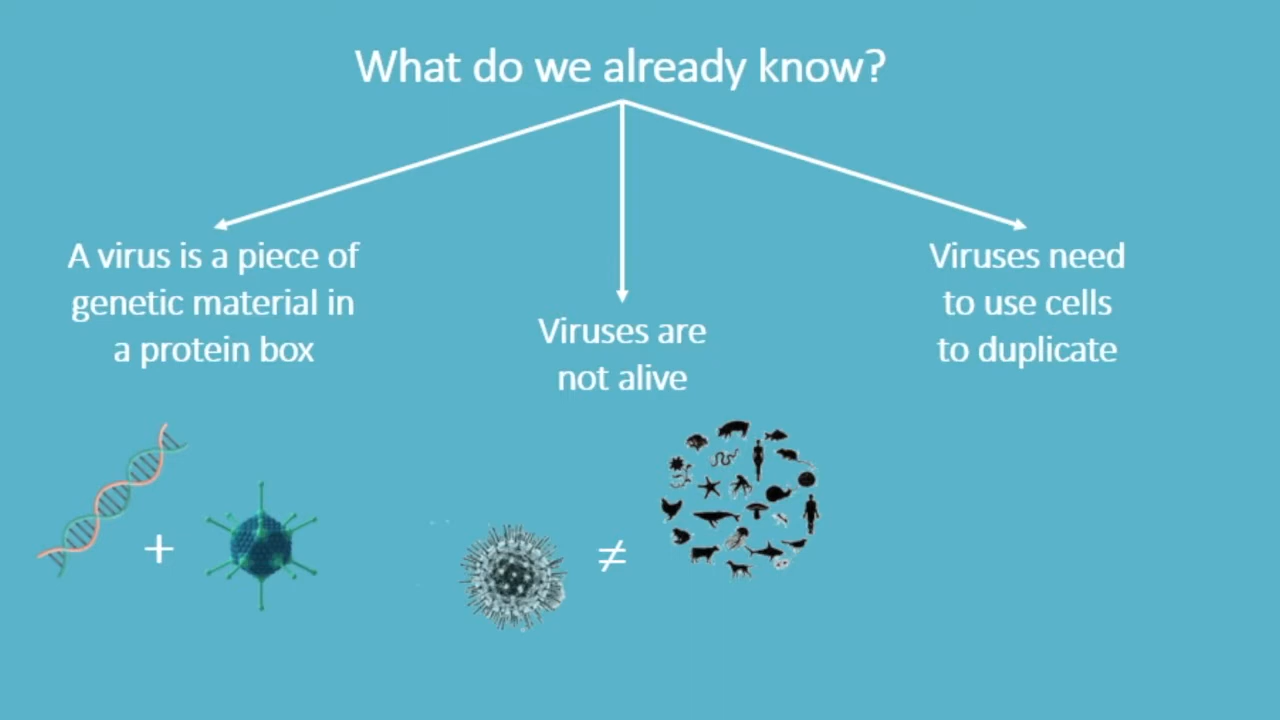 What do we already know?
A virus is a piece of
genetic material in
a protein box
Viruses are
not alive
Viruses need
to use cells
to duplicate
+
≠